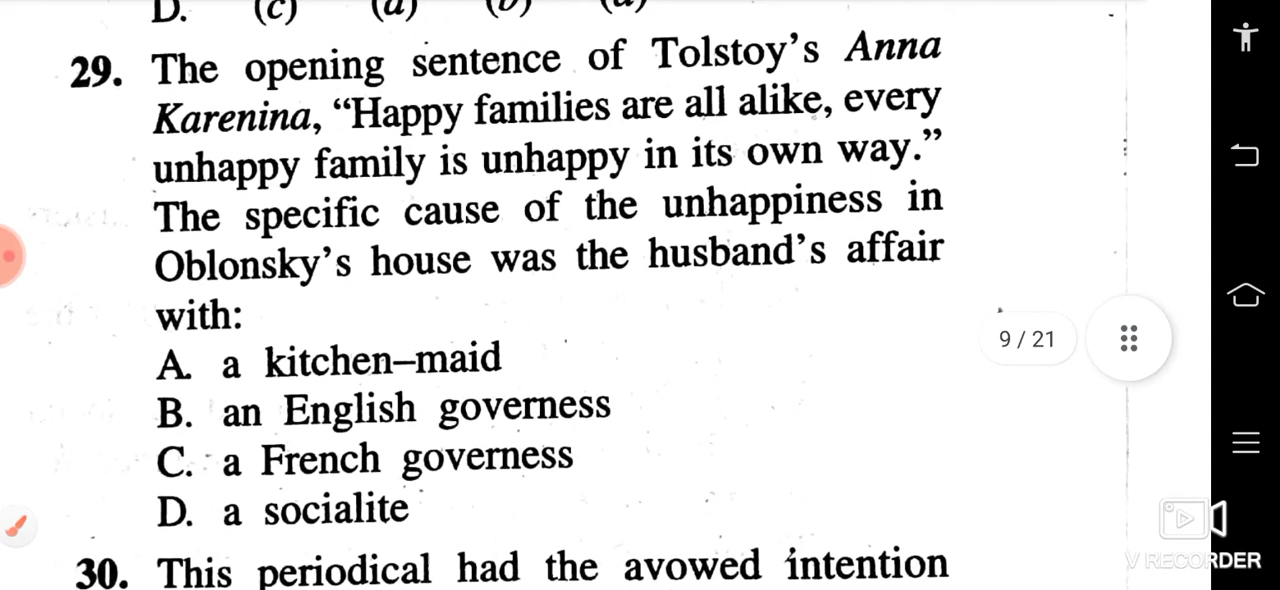 D. (c) (a) (b) (d)
29. The opening sentence of Tolstoy's Anna
Karenina, “Happy families are all alike, every
unhappy family is unhappy in its own way.”
The specific cause of the unhappiness in
Oblonsky's house was the husband's affair
with:
A. a kitchen–maid
B. an English governess
C. a French governess
D. a socialite
30. This periodical had the avowed intention
9 / 21
V RECORDER